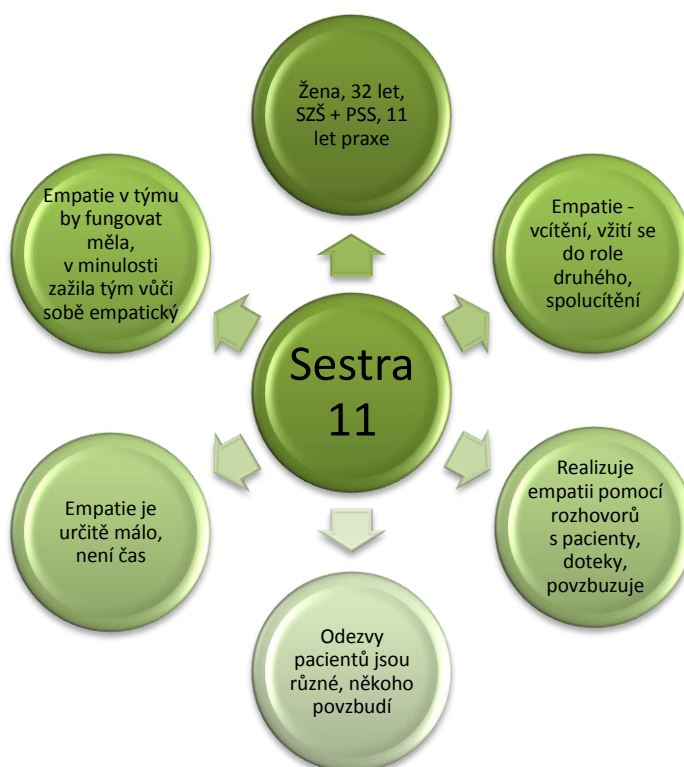 Žena, 32 let,
SZŠ + PSS, 11
let praxe
Empatie -
vcítění, vžití se
do role
druhého,
spolucítění
Realizuje
empatii pomocí
rozhovorů
s pacienty,
doteky,
povzbuzuje
Odezvy
pacientů jsou
různé, někoho
povzbudí
Empatie je
určitě málo,
není čas
Empatie v týmu
by fungovat
měla,
v minulosti
zažila tým vůči
sobě empatický
Sestra
11